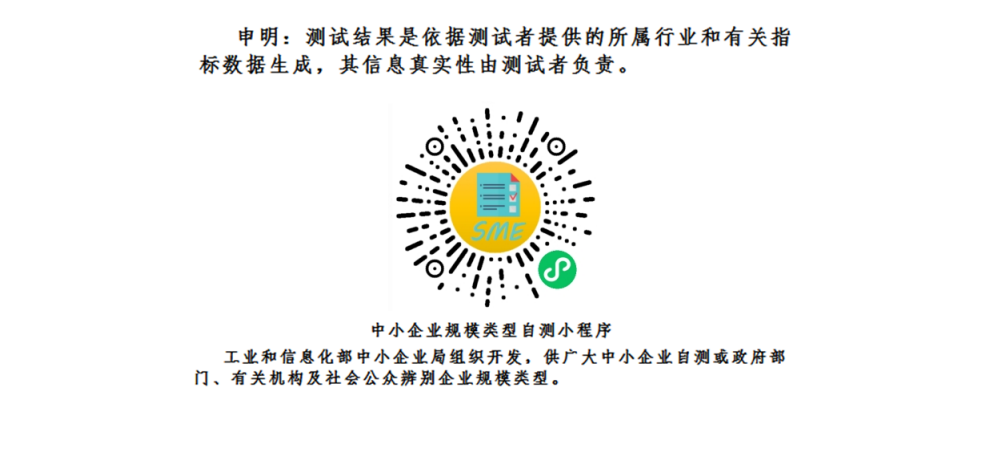 申明：测试结果是依据测试者提供的所属行业和有关指
标数据生成，其信息真实性由测试者负责。
SME
中小企业规模类型自测小程序
工业和信息化部中小企业局组织开发，供广大中小企业自测或政府部
门、有关机构及社会公众辨别企业规模类型。